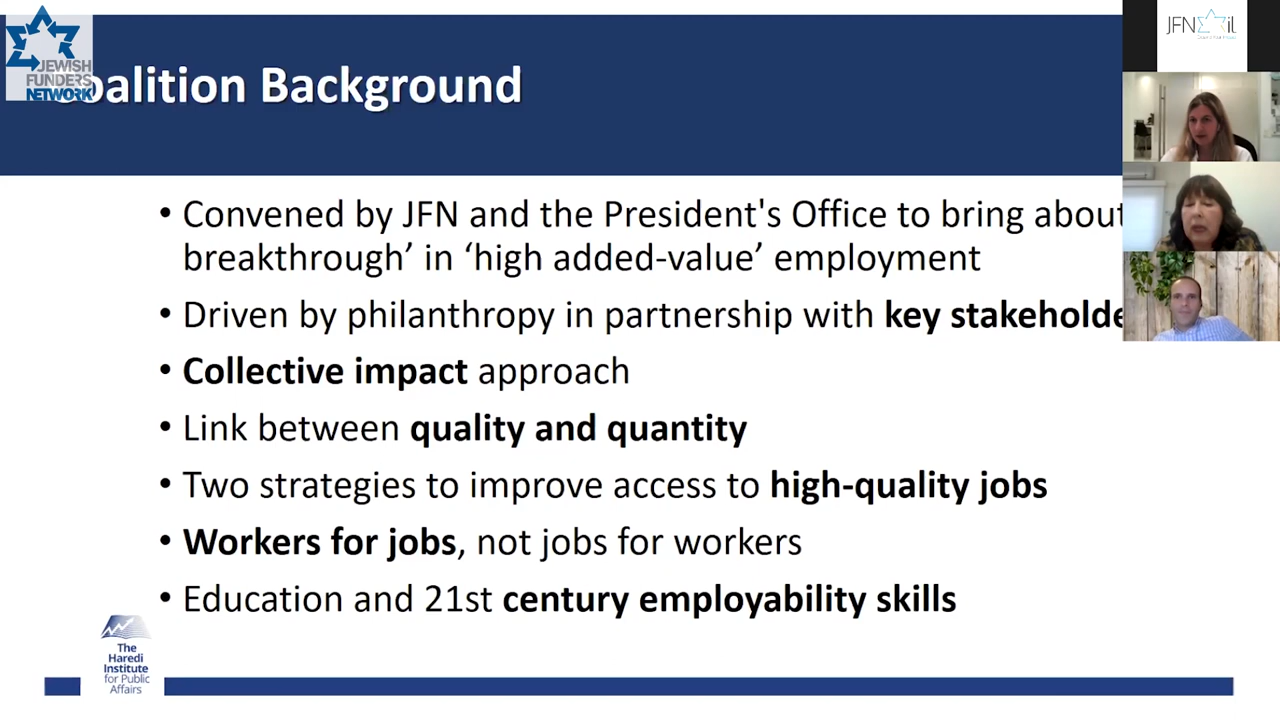 JEWISH
FUNDERS
NETWORK
oalition Background
JFN il
• Convened by JFN and the President's Office to bring about
breakthrough’ in ‘high added-value’ employment
• Driven by philanthropy in partnership with key stakeholde
• Collective impact approach
• Link between quality and quantity
• Two strategies to improve access to high-quality jobs
• Workers for jobs, not jobs for workers
• Education and 21st century employability skills
The
Haredi
Institute
for Public
Affairs